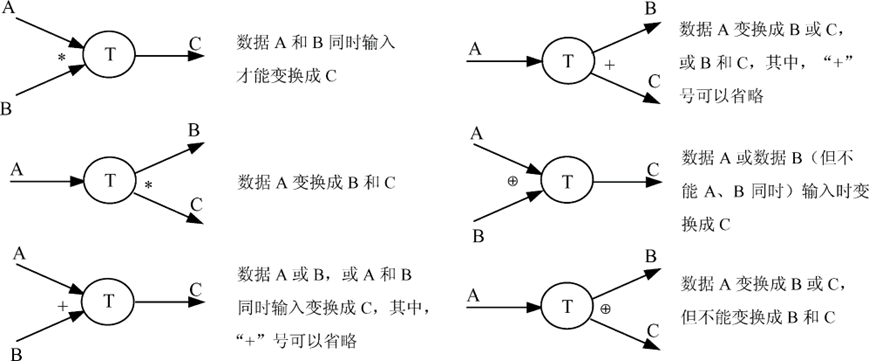 A
B
*
T
C
数据 A 和 B 同时输入
才能变换成 C
A
T
+
B
C
数据 A 变换成 B 或 C,
或 B 和 C，其中，“+”
号可以省略
A
T
*
B
C
数据 A 变换成 B 和 C
A
B
⊕
T
C
数据 A 或数据 B（但不
能 A、B 同时）输入时变
换成 C
A
B
+
T
C
数据 A 或 B，或 A 和 B
同时输入变换成 C，其中，
“+”号可以省略
A
T
⊕
B
C
数据 A 变换成 B 或 C，
但不能变换成 B 和 C